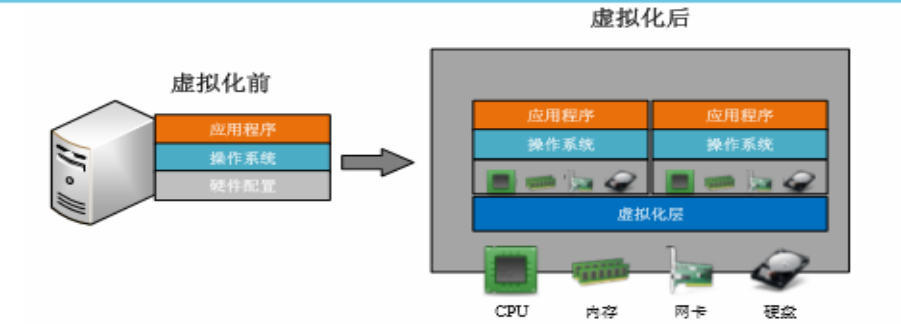 虚拟化后
虚拟化前
应用程序
操作系统
硬件配置
应用程序 应用程序
操作系统 操作系统
虚拟化层
CPU 内存 网卡 硬盘